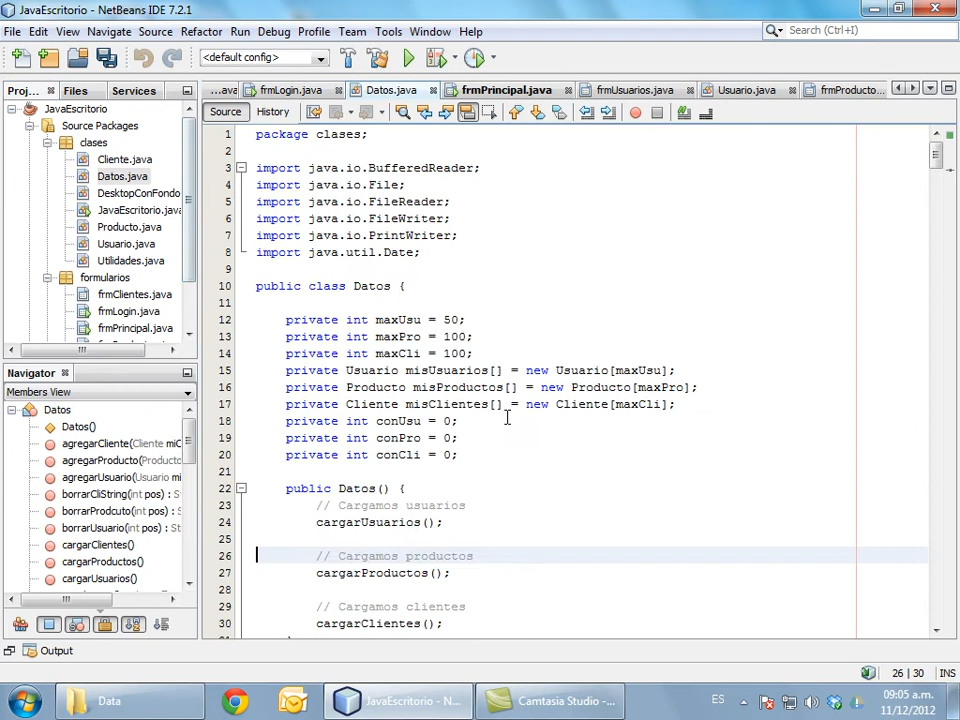 JavaEscritorio - NetBeans IDE 7.2.1
File Edit View Navigate Source Refactor Run Debug Profile Team Tools Window Help
Search (Ctrl+I)
<default config>
Proj... Files Services
...ava frmLogin.java Datos.java frmPrincipal.java frmUsuarios.java Usuario.java frmProducto...
Source History
JavaEscritorio
Source Packages
clases
Cliente.java
Datos.java
DesktopConFondo
JavaEscritorio.java
Producto.java
Usuario.java
Utilidades.java
formularios
frmClientes.java
frmLogin.java
frmPrincipal.java
Navigator
Members View
Datos
Datos()
agregarCliente(Cliente miC
agregarProducto(Producto
agregarUsuario(Usuario mi
borrarCliString(int pos) : St
borrarProdcuto(int pos) : S
borrarUsuario(int pos) : St
cargarClientes()
cargarProductos()
cargarUsuarios()
1 package clases;
2
3 import java.io.BufferedReader;
4 import java.io.File;
5 import java.io.FileReader;
6 import java.io.FileWriter;
7 import java.io.PrintWriter;
8 import java.util.Date;
9
10 public class Datos {
11
12 private int maxUsu = 50;
13 private int maxPro = 100;
14 private int maxCli = 100;
15 private Usuario misUsuarios[] = new Usuario[maxUsu];
16 private Producto misProductos[] = new Producto[maxPro];
17 private Cliente misClientes[] = new Cliente[maxCli];
18 private int conUsu = 0;
19 private int conPro = 0;
20 private int conCli = 0;
21
22 public Datos() {
23 // Cargamos usuarios
24 cargarUsuarios();
25
26 // Cargamos productos
27 cargarProductos();
28
29 // Cargamos clientes
30 cargarClientes();
Output
26 | 30 INS
Data
JavaEscritorio - N...
Camtasia Studio -...
ES
09:05 a.m.
11/12/2012